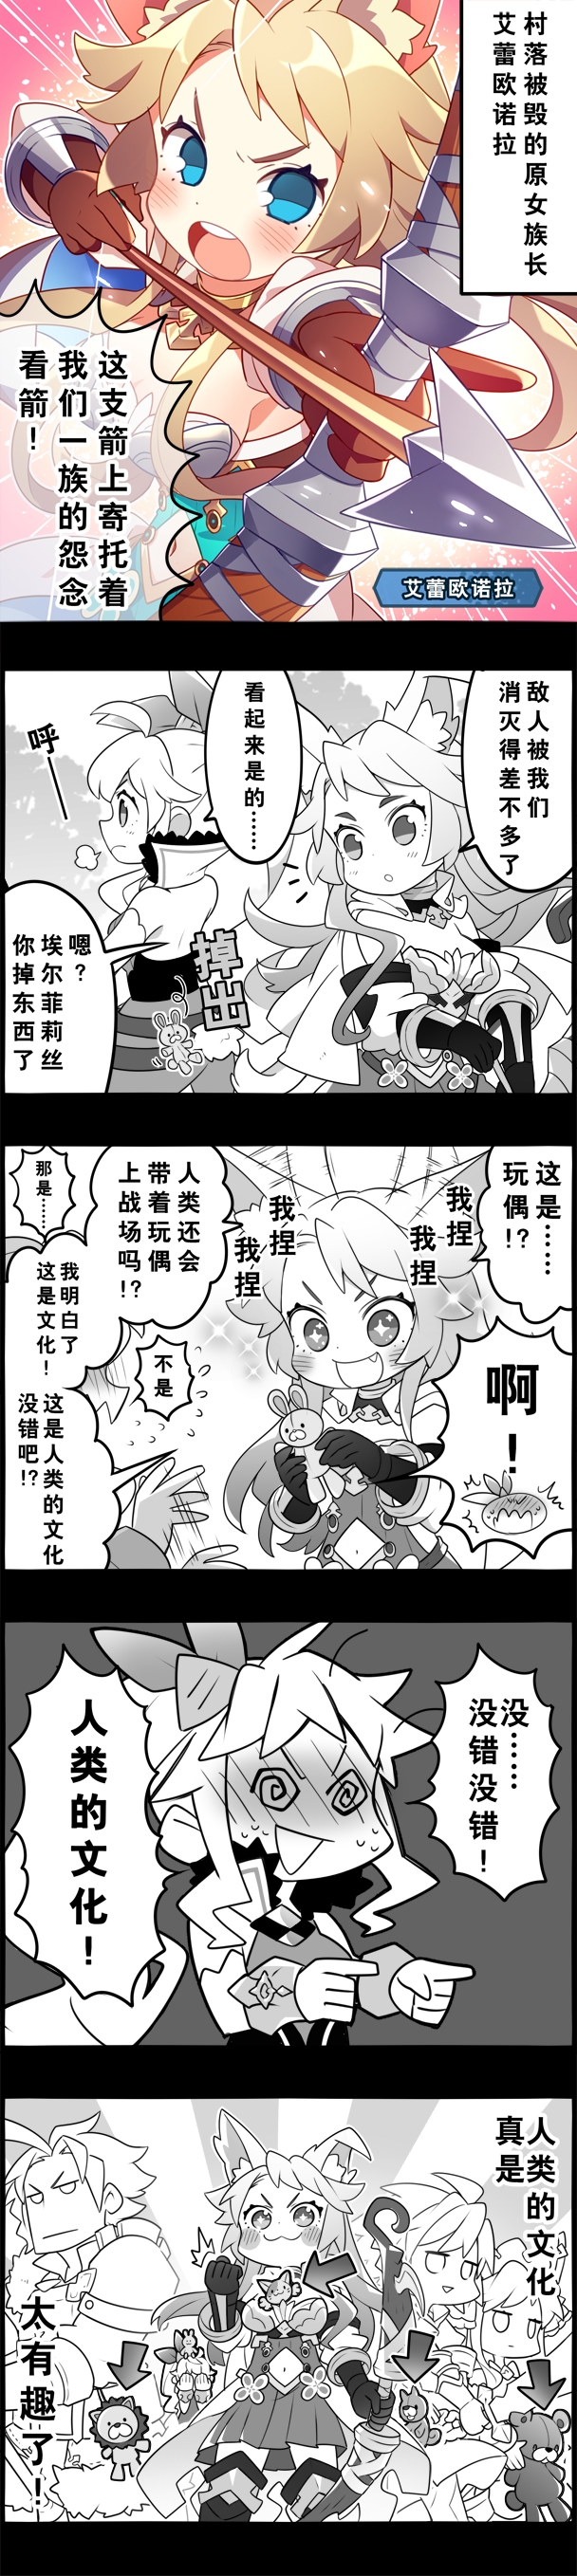 村落被毁的原女族长
艾蕾欧诺拉
这支箭上寄托着
我们一族的怨念
看箭！
艾蕾欧诺拉
敌人被我们
消灭得差不多了
看起来是的……
呼——
掉出
嗯？
埃尔菲莉丝
你掉东西了
这是……
玩偶!?
我捏
我捏
我捏
我捏
啊！
人类还会
带着玩偶
上战场吗!?
那是……
不是
我明白了
这是文化！
这是人类的文化
没错吧!?
没……
没错没错！
人类的文化！
人类的文化
真是
太有趣了！